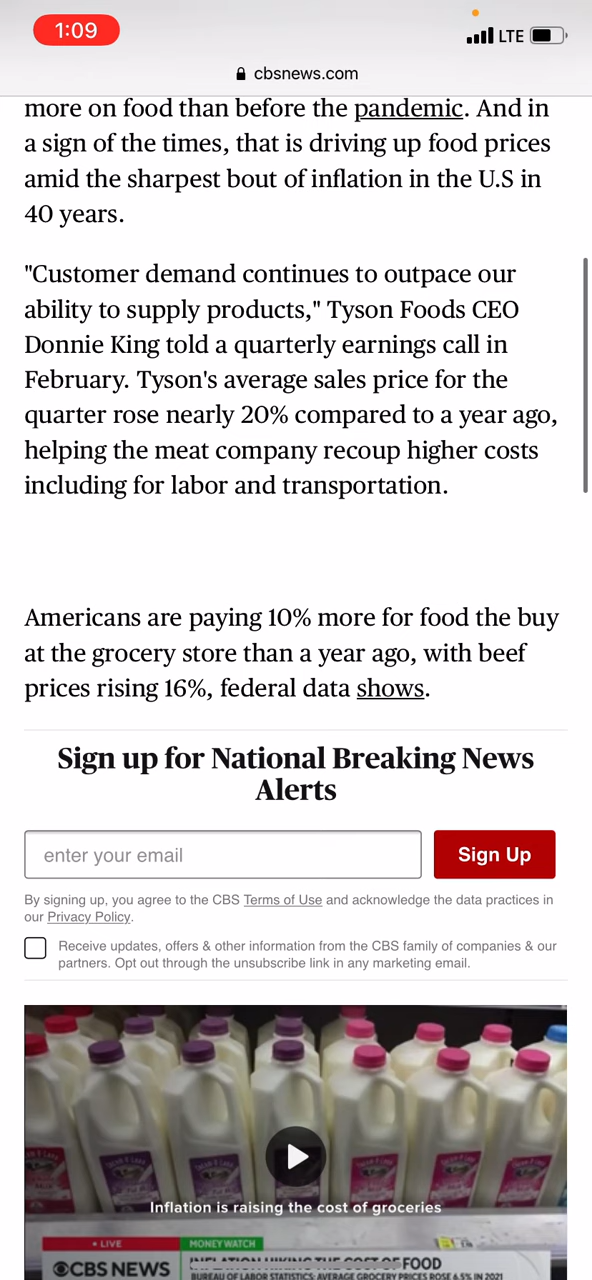 1:09
LTE
cbsnews.com
more on food than before the pandemic. And in
a sign of the times, that is driving up food prices
amid the sharpest bout of inflation in the U.S in
40 years.
"Customer demand continues to outpace our
ability to supply products," Tyson Foods CEO
Donnie King told a quarterly earnings call in
February. Tyson's average sales price for the
quarter rose nearly 20% compared to a year ago,
helping the meat company recoup higher costs
including for labor and transportation.
Americans are paying 10% more for food the buy
at the grocery store than a year ago, with beef
prices rising 16%, federal data shows.
Sign up for National Breaking News
Alerts
enter your email
Sign Up
By signing up, you agree to the CBS Terms of Use and acknowledge the data practices in
our Privacy Policy.
Receive updates, offers & other information from the CBS family of companies & our
partners. Opt out through the unsubscribe link in any marketing email.
Inflation is raising the cost of groceries
• LIVE
MONEY WATCH
CBS NEWS
INFLATION HIKING THE COST OF FOOD
BUREAU OF LABOR STATISTICS: AVERAGE GROCERY PRICES ROSE 6.5% IN 2021